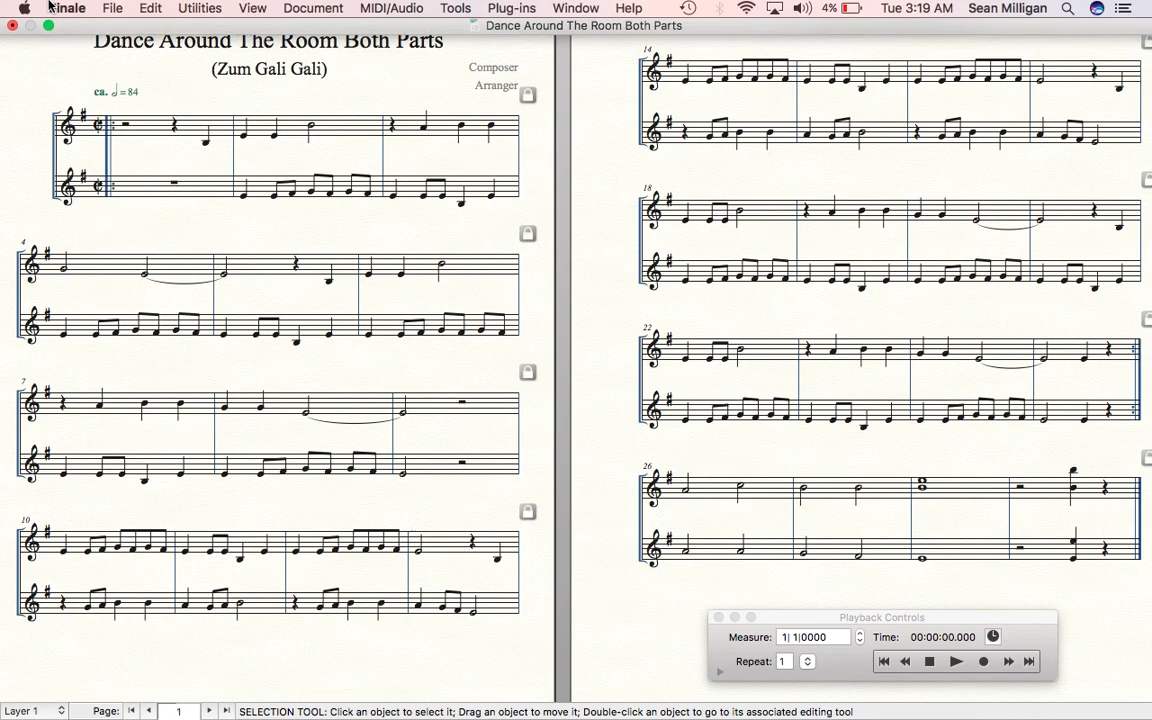 Finale File Edit Utilities View Document MIDI/Audio Tools Plug-ins Window Help 4% Tue 3:19 AM Sean Milligan
Dance Around The Room Both Parts
Dance Around The Room Both Parts
(Zum Gali Gali)
Composer
Arranger
ca. = 84
4
7
10
14
18
22
26
Playback Controls
Measure: 1| 1|0000 Time: 00:00:00.000
Repeat: 1
Layer 1 Page: 1 SELECTION TOOL: Click an object to select it; Drag an object to move it; Double-click an object to go to its associated editing tool